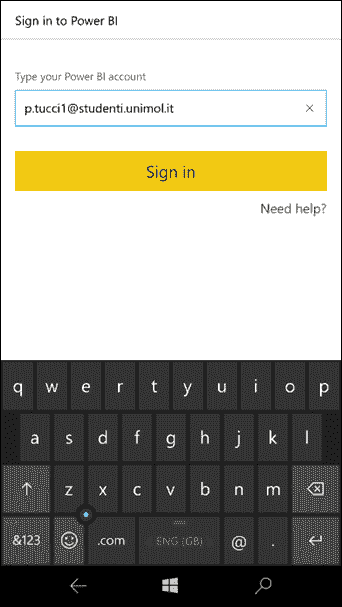 Sign in to Power BI
Type your Power BI account
p.tucci1@studenti.unimol.it
Sign in
Need help?
q w e r t y u i o p
a s d f g h j k l
z x c v b n m
&123 .com ENG (GB) @ .